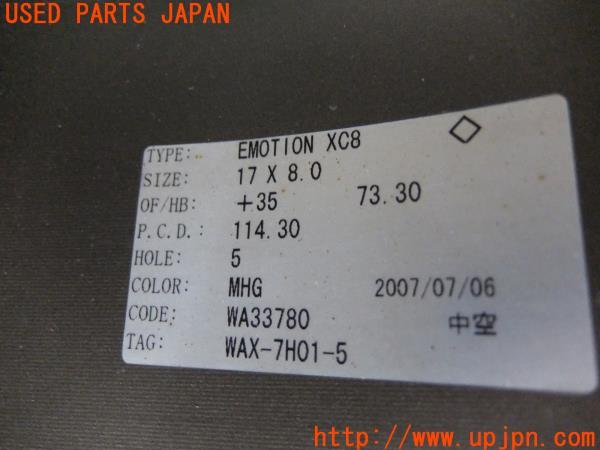 USED PARTS JAPAN
TYPE: EMOTION XC8 ◇
SIZE: 17 X 8.0
OF/HB: +35 73.30
P.C.D.: 114.30
HOLE: 5
COLOR: MHG 2007/07/06
CODE: WA33780 中空
TAG: WAX-7H01-5
http://www.upjpn.com/